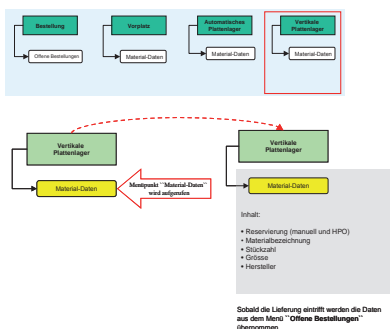 Bestellung
Offene Bestellungen
Vorplatz
Material-Daten
Automatisches
Plattenlager
Material-Daten
Vertikale
Plattenlager
Material-Daten
Vertikale
Plattenlager
Material-Daten
Menüpunkt ``Material-Daten``
wird aufgerufen
Vertikale
Plattenlager
Material-Daten
Inhalt:
• Reservierung (manuell und HPO)
• Materialbezeichnung
• Stückzahl
• Grösse
• Hersteller
Sobald die Lieferung eintrifft werden die Daten
aus dem Menü ``Offene Bestellungen``
übernommen